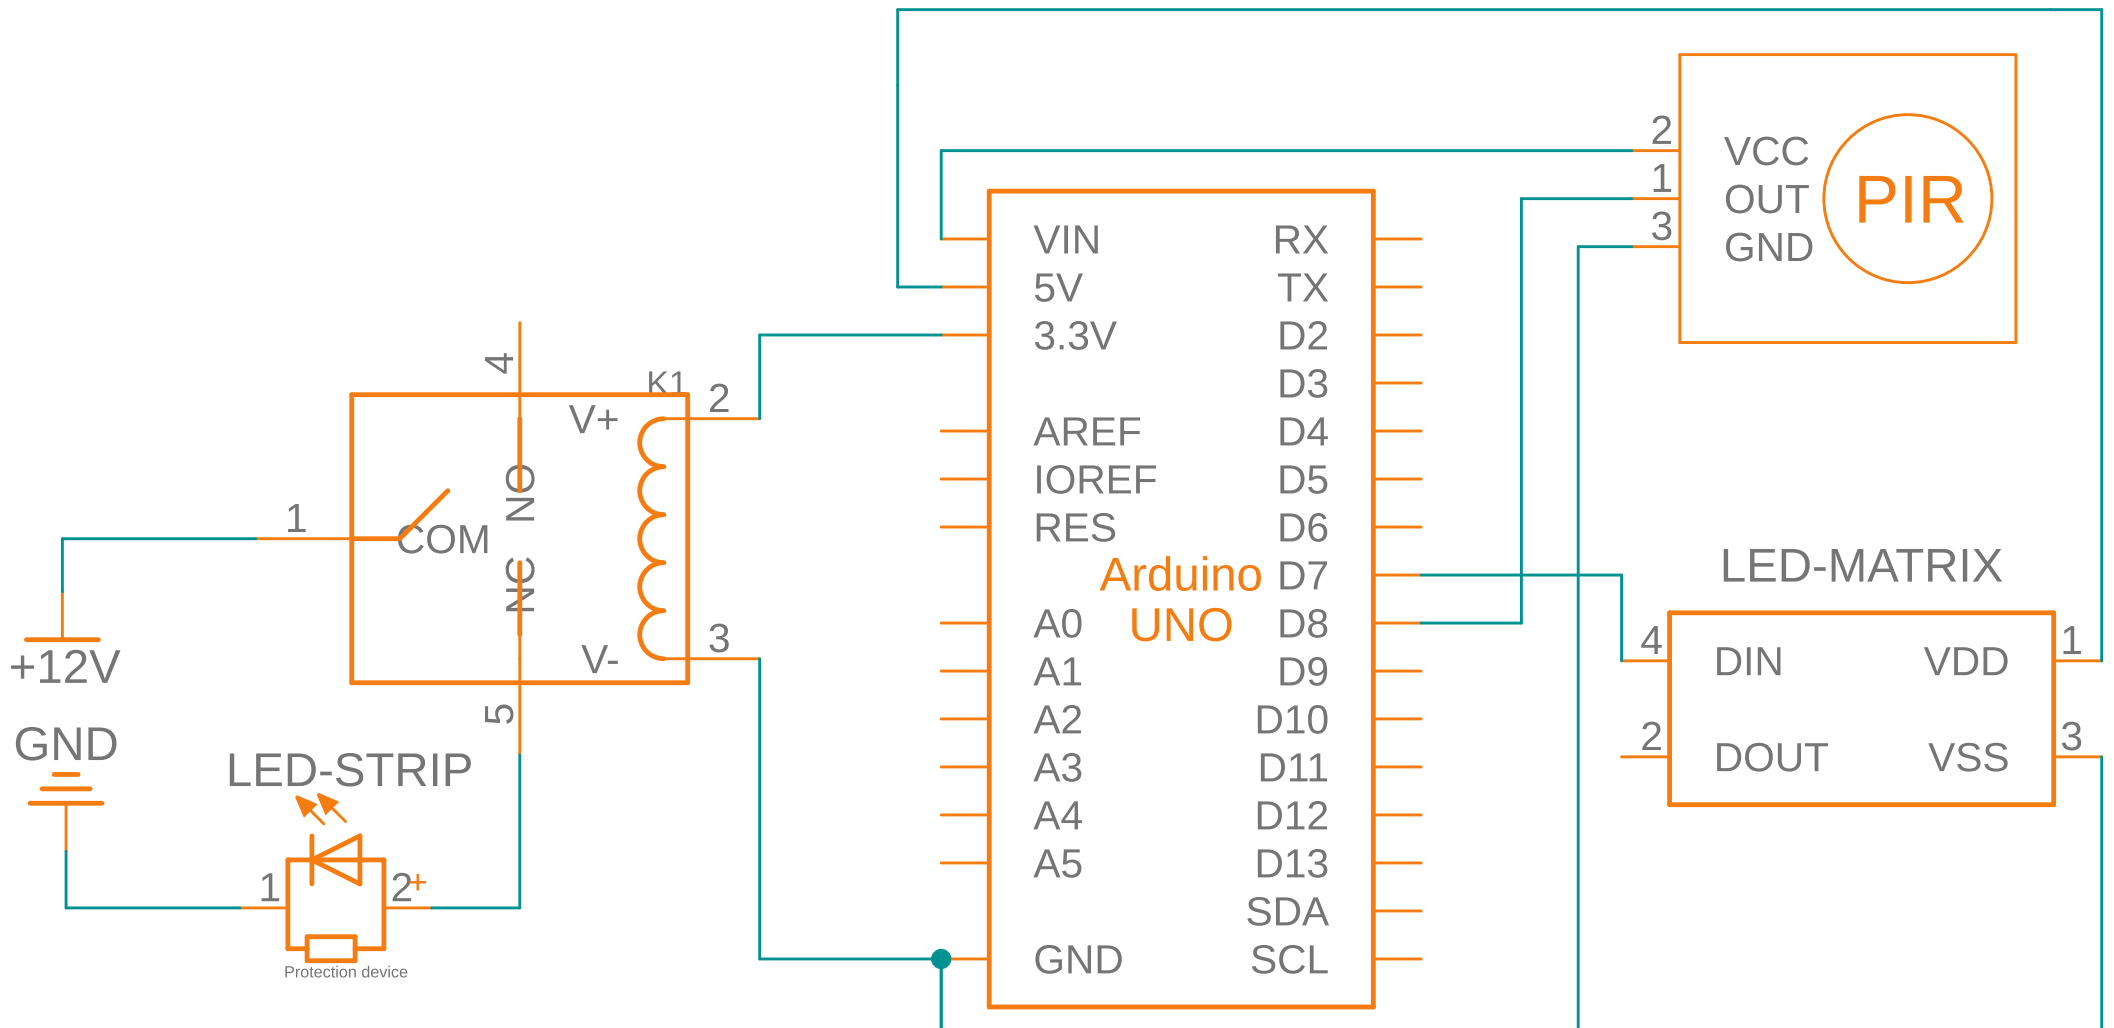 2
VCC
1
OUT
3
GND
PIR
VIN
RX
5V
TX
3.3V
D2
D3
AREF
D4
IOREF
D5
RES
D6
Arduino
UNO
D7
A0
D8
A1
D9
A2
D10
A3
D11
A4
D12
A5
D13
SDA
GND
SCL
4
K1
2
V+
NO
1
COM
NC
V-
3
5
+12V
GND
LED-STRIP
1
2+
Protection device
LED-MATRIX
4
DIN
VDD
1
2
DOUT
VSS
3